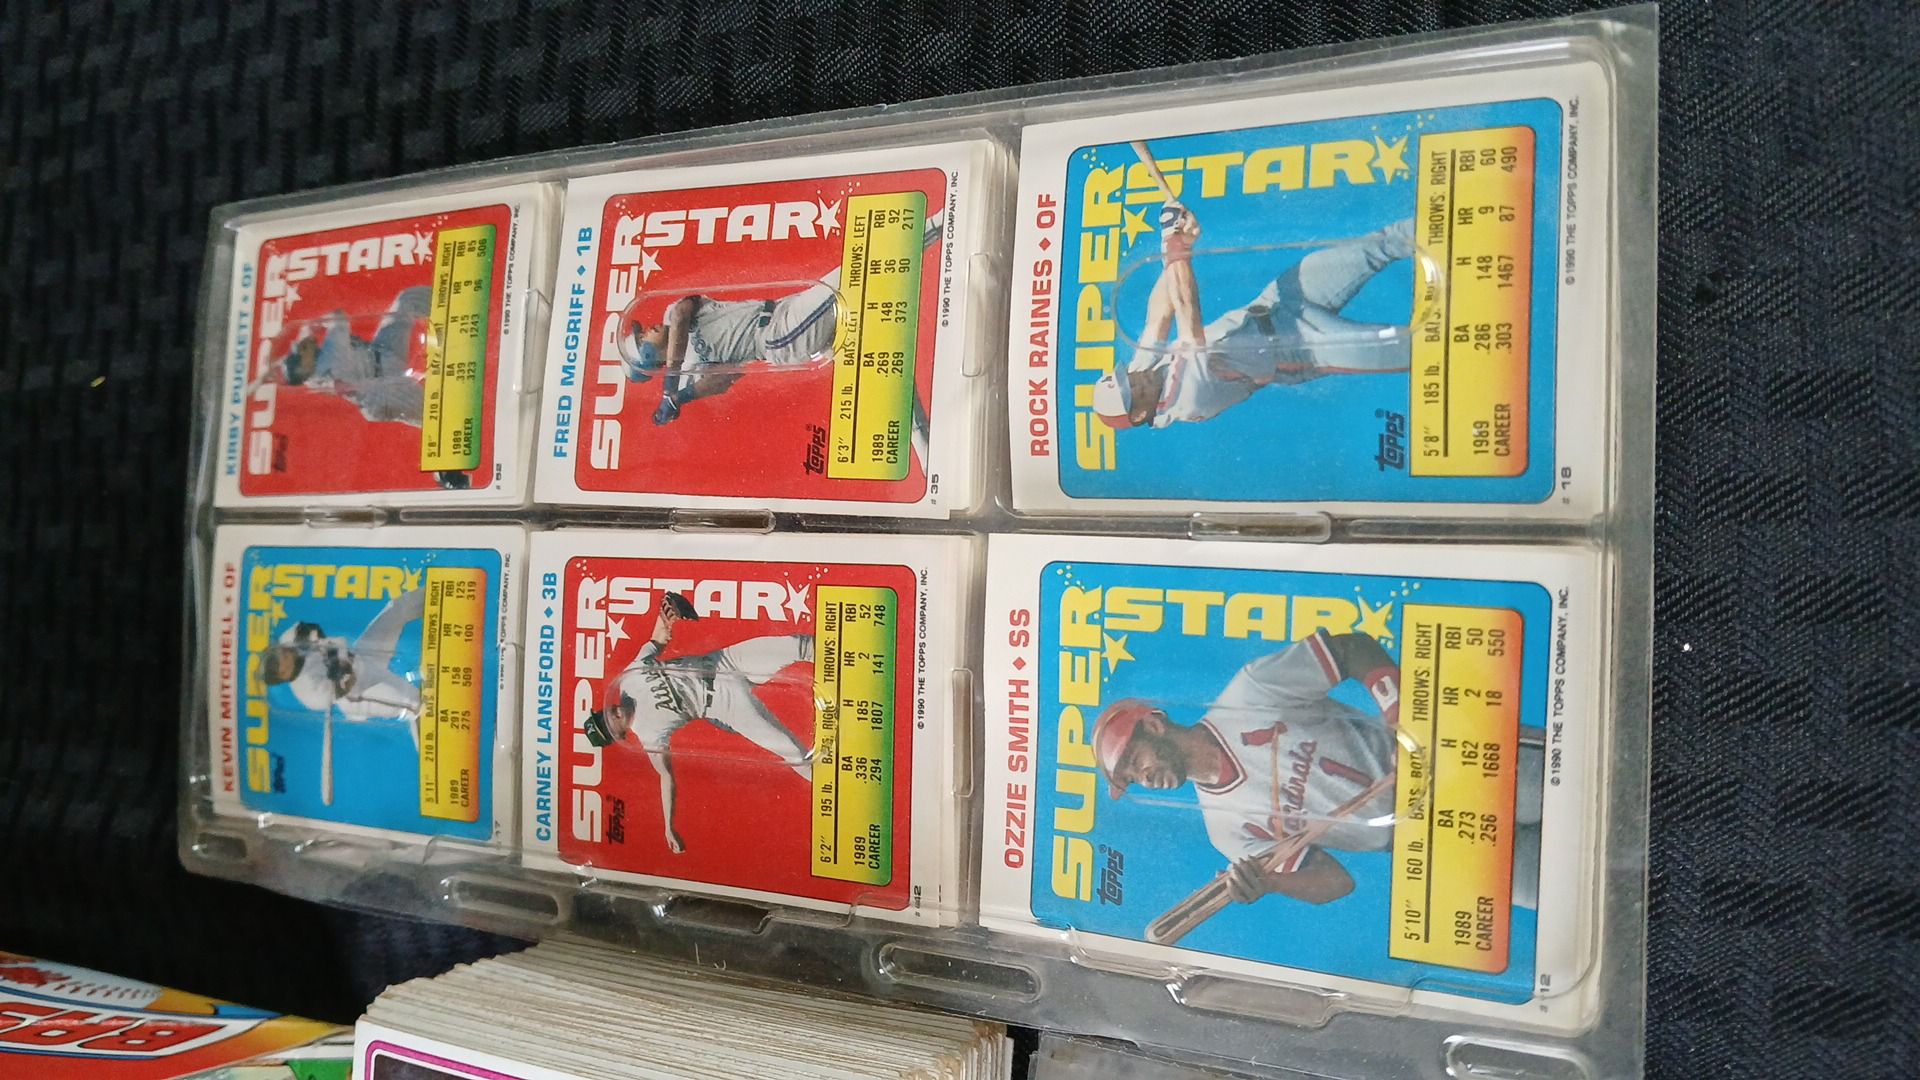 KIRBY PUCKETT ♦ OF
SUPER
STAR
TOPPS
5'8" 210 lb. THROWS: RIGHT
BA H HR RBI
1989 .339 215 9 85
CAREER .323 1243 96 506
# 52 ©1990 THE TOPPS COMPANY, INC.
FRED McGRIFF ♦ 1B
SUPER
STAR
TOPPS®
6'3" 215 lb. BATS: LEFT THROWS: LEFT
BA H HR RBI
1989 .269 148 36 92
CAREER .269 373 90 217
# 35 ©1990 THE TOPPS COMPANY, INC.
ROCK RAINES ♦ OF
SUPER
STAR
TOPPS®
5'8" 185 lb. THROWS: RIGHT
BA H HR RBI
1989 .286 148 9 60
CAREER .303 1467 87 490
# 18 ©1990 THE TOPPS COMPANY, INC.
KEVIN MITCHELL ♦ OF
SUPER
STAR
TOPPS
5'11" 210 lb. BATS: RIGHT THROWS: RIGHT
BA H HR RBI
1989 .291 158 47 125
CAREER .275 509 100 319
©1990 THE TOPPS COMPANY, INC.
CARNEY LANSFORD ♦ 3B
SUPER
STAR
TOPPS
6'2" 195 lb. BATS: RIGHT THROWS: RIGHT
BA H HR RBI
1989 .336 185 2 52
CAREER .294 1807 141 748
# 42 ©1990 THE TOPPS COMPANY, INC.
OZZIE SMITH ♦ SS
SUPER
STAR
Cardinals
1
TOPPS®
5'10" 160 lb. BATS: BOTH THROWS: RIGHT
BA H HR RBI
1989 .273 162 2 50
CAREER .256 1668 18 550
# 12 ©1990 THE TOPPS COMPANY, INC.